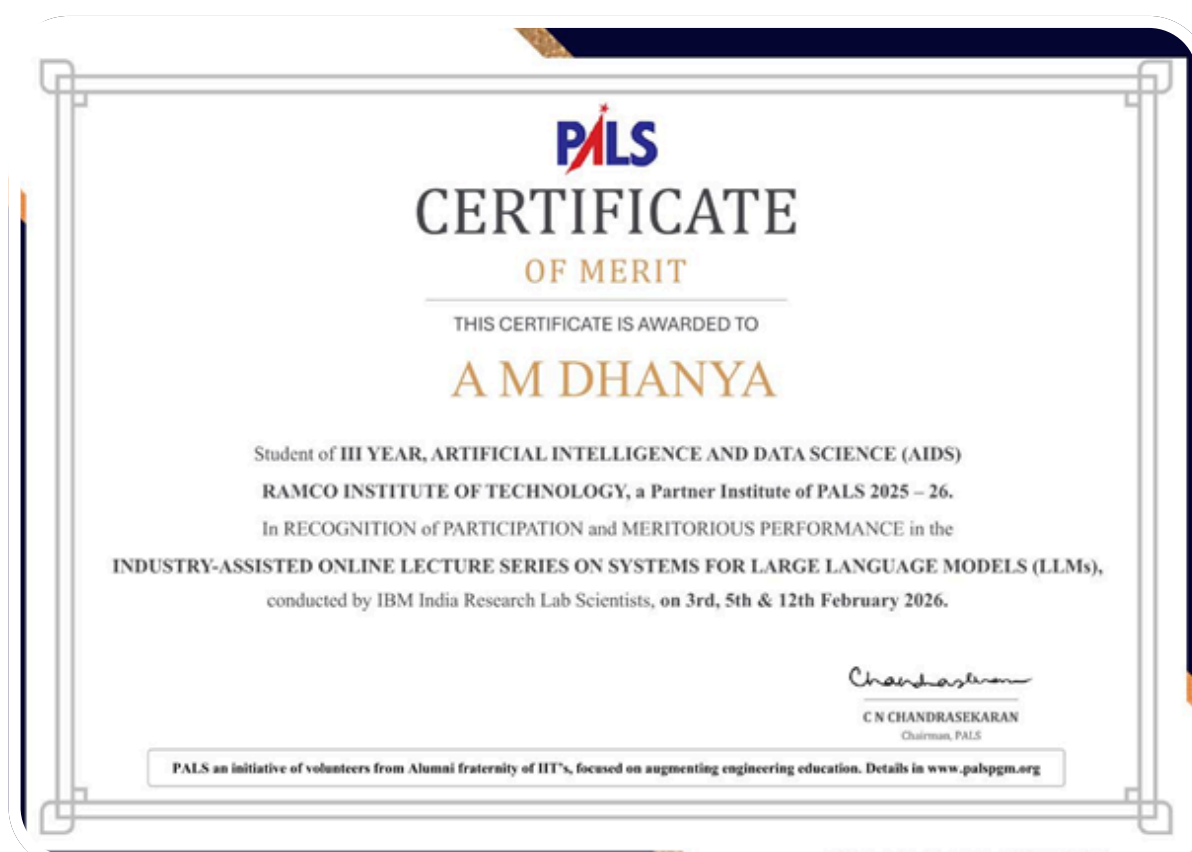 PALS
CERTIFICATE
OF MERIT
THIS CERTIFICATE IS AWARDED TO
A M DHANYA
Student of III YEAR, ARTIFICIAL INTELLIGENCE AND DATA SCIENCE (AIDS)
RAMCO INSTITUTE OF TECHNOLOGY, a Partner Institute of PALS 2025 – 26.
In RECOGNITION of PARTICIPATION and MERITORIOUS PERFORMANCE in the
INDUSTRY-ASSISTED ONLINE LECTURE SERIES ON SYSTEMS FOR LARGE LANGUAGE MODELS (LLMs),
conducted by IBM India Research Lab Scientists, on 3rd, 5th & 12th February 2026.
Chandrasekaran
C N CHANDRASEKARAN
Chairman, PALS
PALS an initiative of volunteers from Alumni fraternity of IIT's, focused on augmenting engineering education. Details in www.palspgm.org